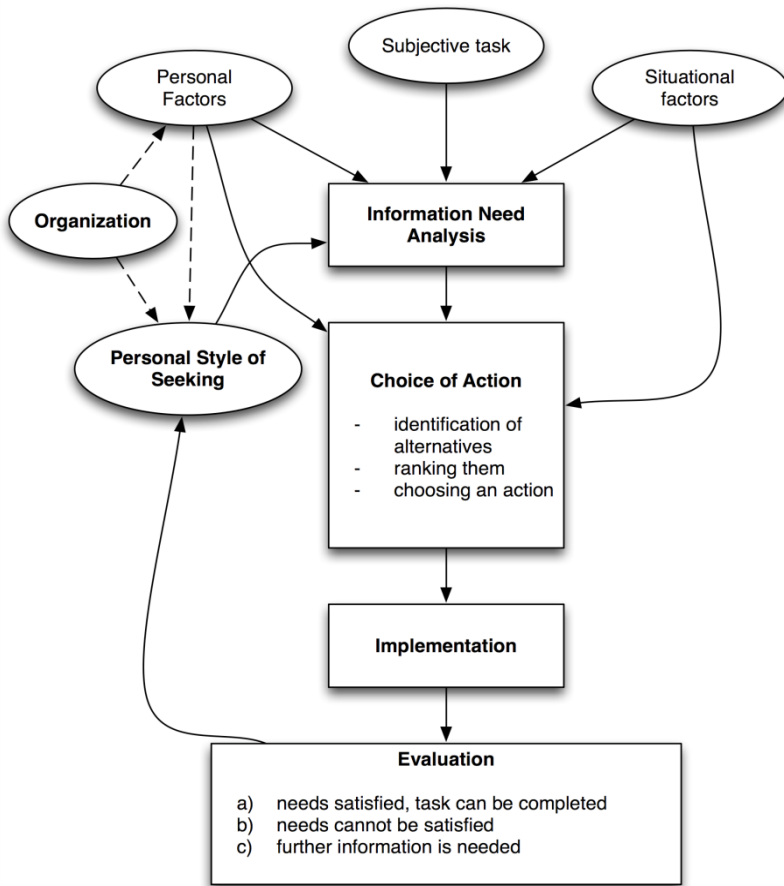 Subjective task
Personal
Factors
Situational
factors
Organization
Information Need
Analysis
Personal Style of
Seeking
Choice of Action
- identification of
alternatives
- ranking them
- choosing an action
Implementation
Evaluation
a) needs satisfied, task can be completed
b) needs cannot be satisfied
c) further information is needed